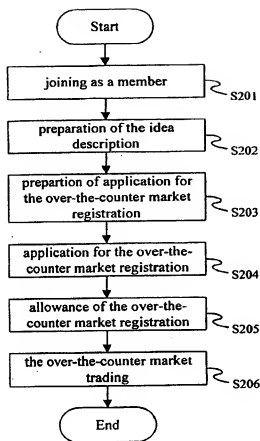 Start
joining as a member
S201
preparation of the idea
description
S202
prepartion of application for
the over-the-counter market
registration
S203
application for the over-the-
counter market registration
S204
allowance of the over-the-
counter market registration
S205
the over-the-counter market
trading
S206
End